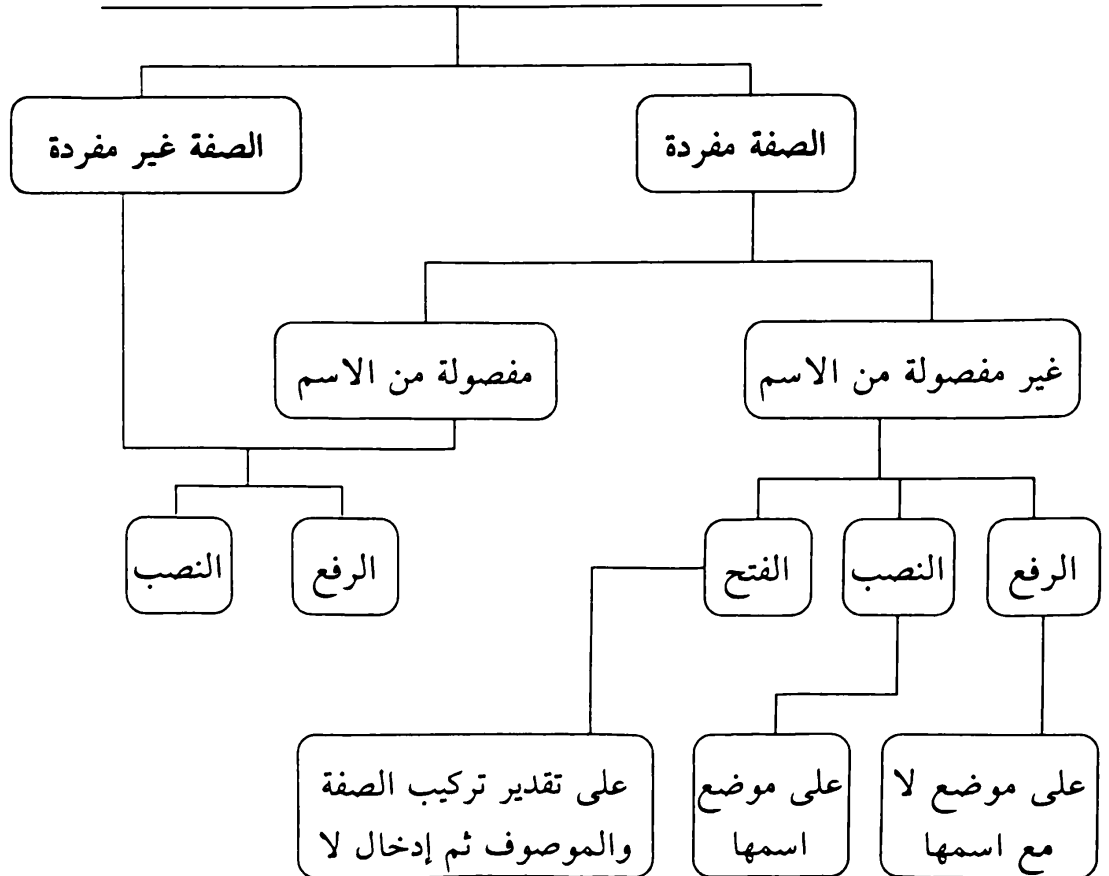 الصفة مفردة
الصفة غير مفردة
غير مفصولة من الاسم
مفصولة من الاسم
الرفع
النصب
الفتح
الرفع
النصب
على موضع لا
مع اسمها
على موضع
اسمها
على تقدير تركيب الصفة
والموصوف ثم إدخال لا